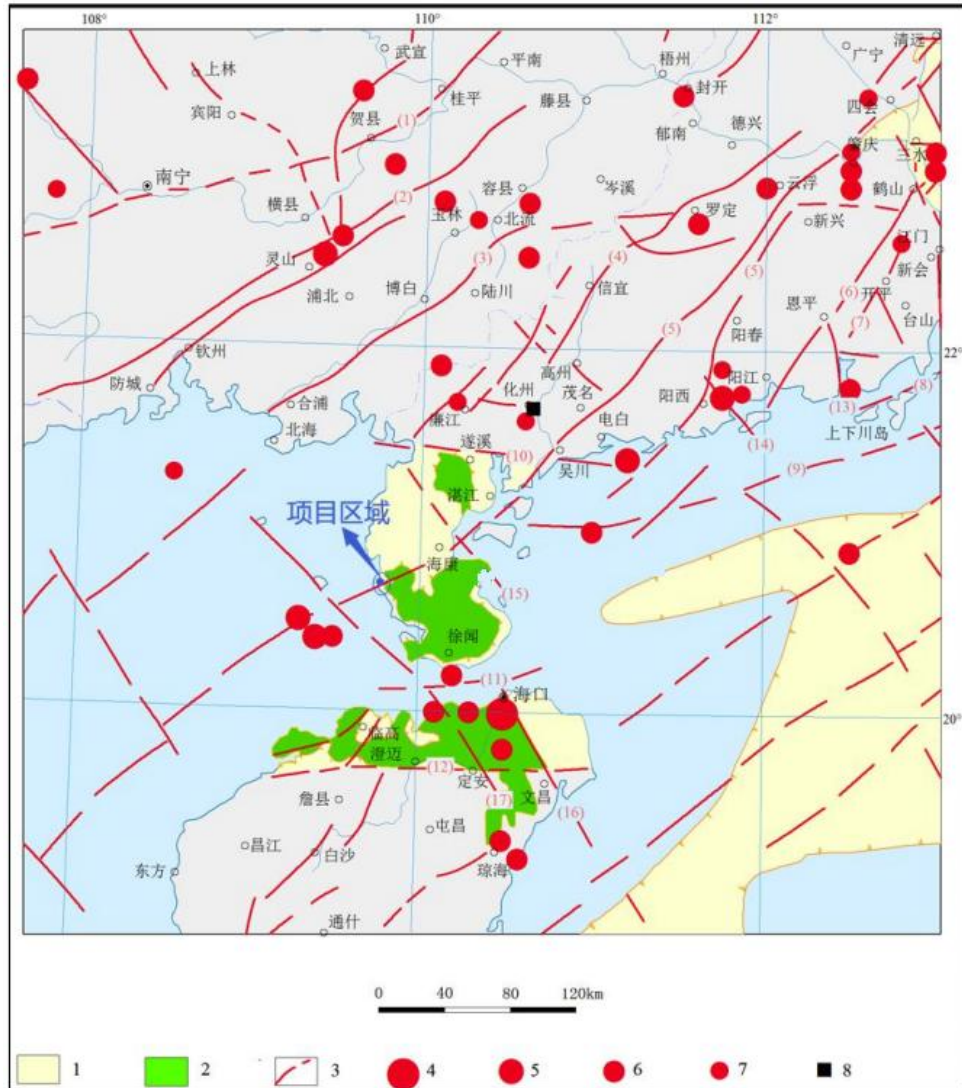 108° 110° 112°
清远
广宁
武宣
平南
梧州
上林
封开
桂平
藤县
四会
宾阳
贺县
(1)
郁南
德兴
肇庆
三水
南宁
岑溪
云浮
鹤山
(2)
容县
横县
玉林
北流
罗定
新兴
江门
灵山
(3)
(4)
(5)
新会
浦北
博白
陆川
信宜
恩平
(6)
开平
(7)
台山
(5)
阳春
钦州
22°
高州
防城
化州
茂名
阳西
阳江
(8)
合浦
廉江
电白
(13)
北海
(14)
上下川岛
遂溪
(10)
吴川
(9)
湛江
项目区域
海康
(15)
徐闻
(11)
海口
20°
临高
澄迈
(12)
定安
(17)
文昌
(16)
儋县
屯昌
昌江
白沙
琼海
东方
通什
0 40 80 120km
1 2 3 4 5 6 7 8